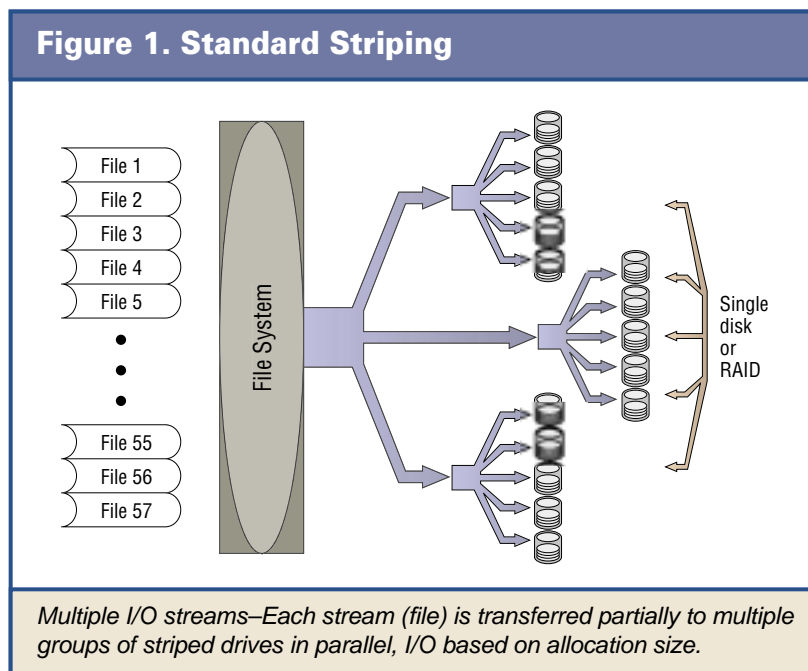 Figure 1. Standard Striping
File 1
File 2
File 3
File 4
File 5
File 55
File 56
File 57
File System
Single
disk
or
RAID
Multiple I/O streams–Each stream (file) is transferred partially to multiple
groups of striped drives in parallel, I/O based on allocation size.